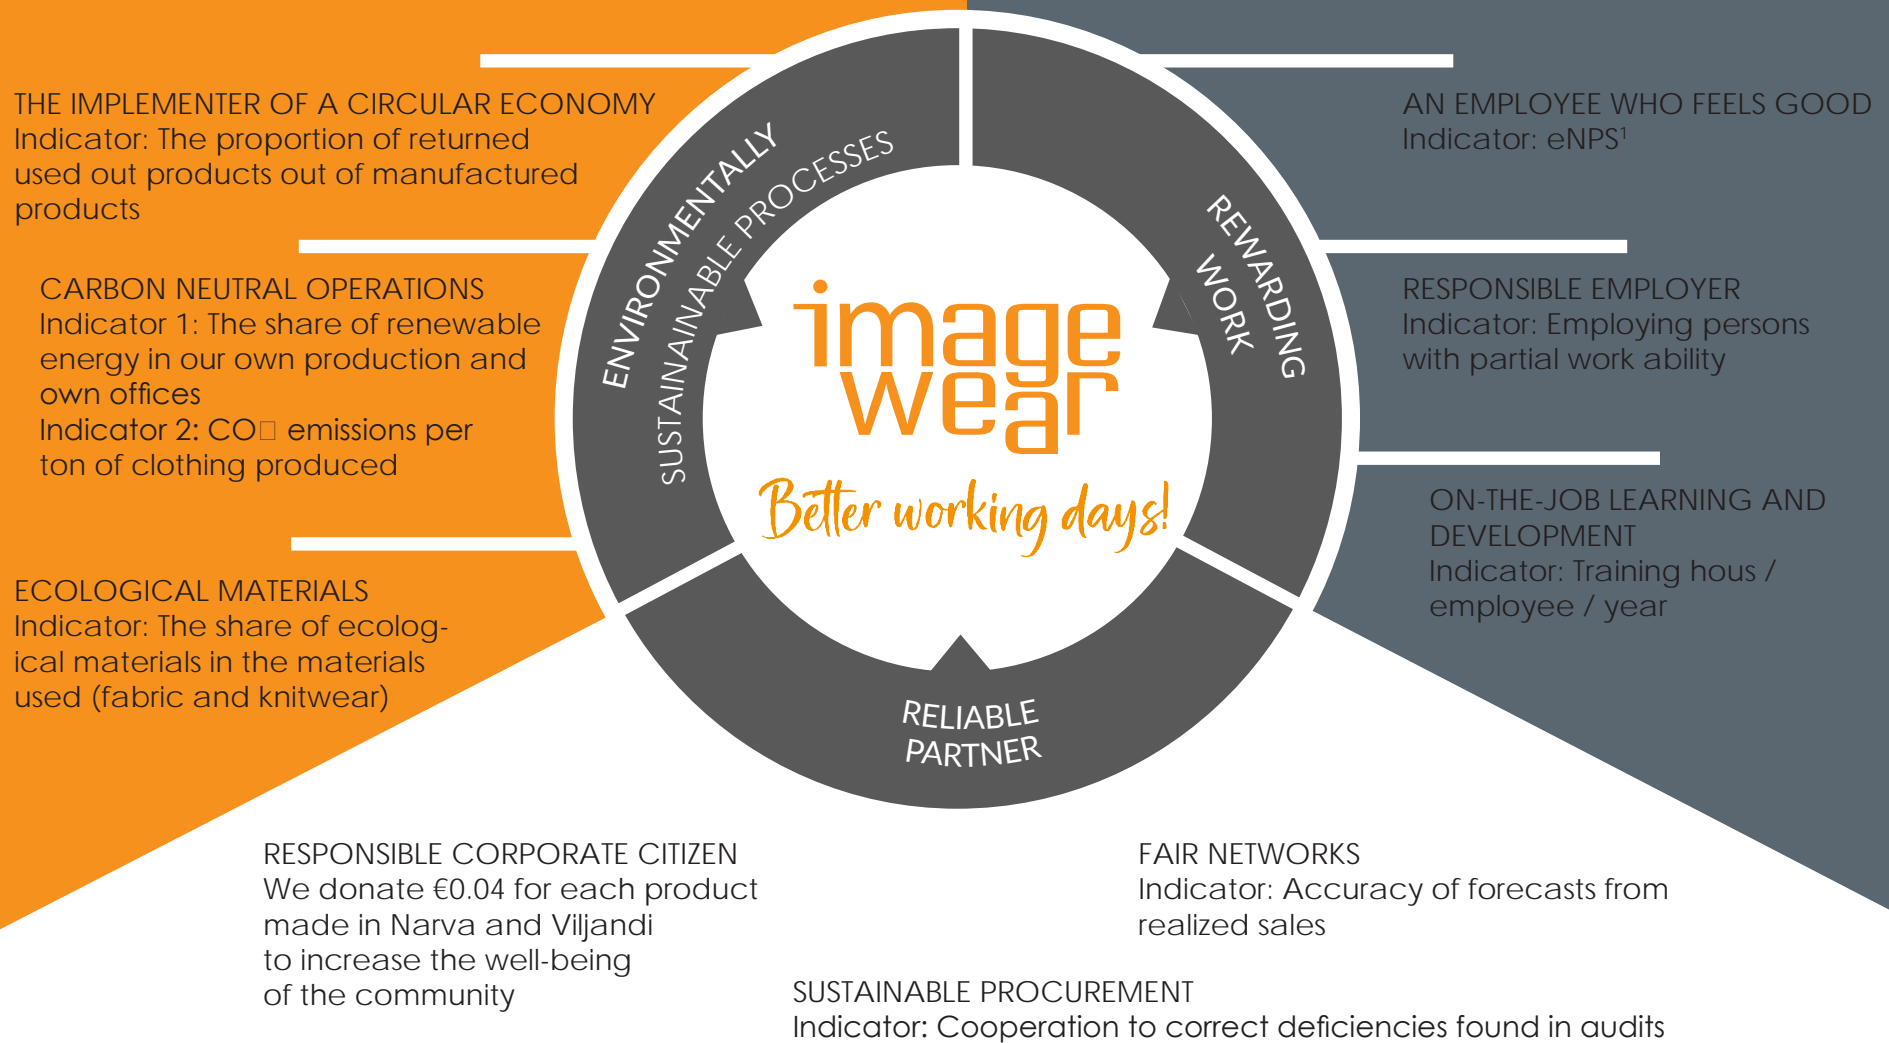 THE IMPLEMENTER OF A CIRCULAR ECONOMY
Indicator: The proportion of returned
used out products out of manufactured
products
CARBON NEUTRAL OPERATIONS
Indicator 1: The share of renewable
energy in our own production and
own offices
Indicator 2: CO□ emissions per
ton of clothing produced
ECOLOGICAL MATERIALS
Indicator: The share of ecolog-
ical materials in the materials
used (fabric and knitwear)
ENVIRONMENTALLY
SUSTAINAINABLE PROCESSES
image
wear
Better working days!
REWARDING
WORK
RELIABLE
PARTNER
AN EMPLOYEE WHO FEELS GOOD
Indicator: eNPS¹
RESPONSIBLE EMPLOYER
Indicator: Employing persons
with partial work ability
ON-THE-JOB LEARNING AND
DEVELOPMENT
Indicator: Training hous /
employee / year
RESPONSIBLE CORPORATE CITIZEN
We donate €0.04 for each product
made in Narva and Viljandi
to increase the well-being
of the community
FAIR NETWORKS
Indicator: Accuracy of forecasts from
realized sales
SUSTAINABLE PROCUREMENT
Indicator: Cooperation to correct deficiencies found in audits